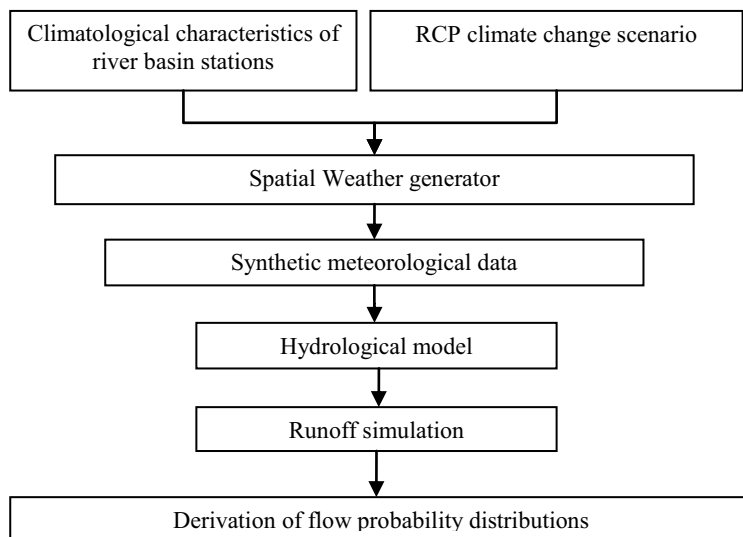 Climatological characteristics of
river basin stations
RCP climate change scenario
Spatial Weather generator
Synthetic meteorological data
Hydrological model
Runoff simulation
Derivation of flow probability distributions